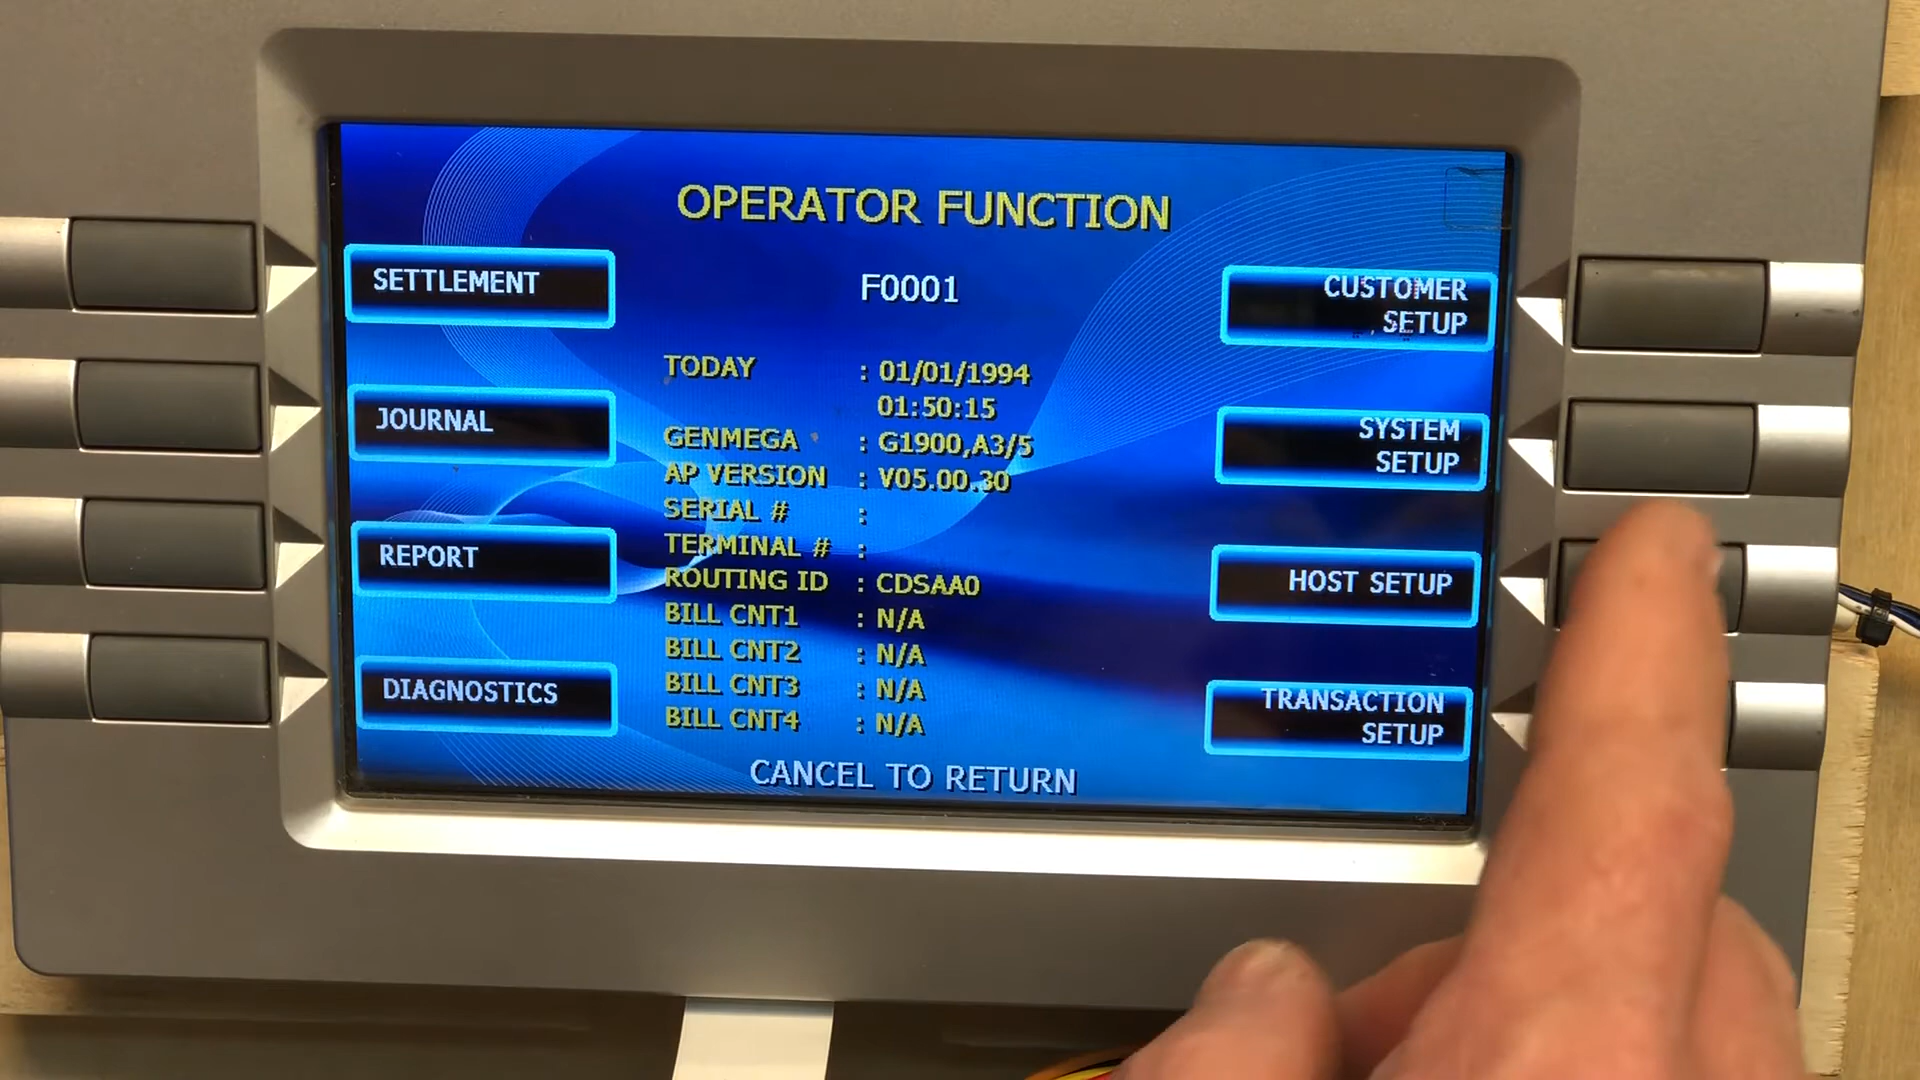 OPERATOR FUNCTION
F0001
SETTLEMENT
JOURNAL
REPORT
DIAGNOSTICS
TODAY : 01/01/1994
01:50:15
GENMEGA : G1900,A3/5
AP VERSION : V05.00.30
SERIAL # :
TERMINAL # :
ROUTING ID : CDSAA0
BILL CNT1 : N/A
BILL CNT2 : N/A
BILL CNT3 : N/A
BILL CNT4 : N/A
CUSTOMER
SETUP
SYSTEM
SETUP
HOST SETUP
TRANSACTION
SETUP
CANCEL TO RETURN